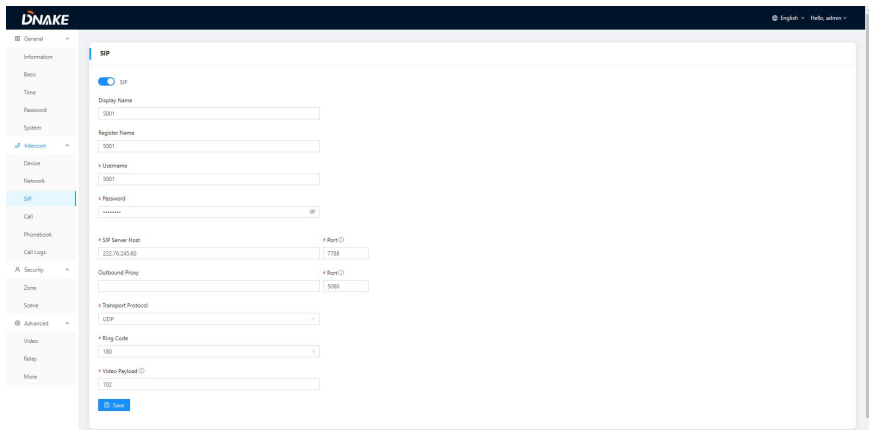 DNAKE
English
Hello, admin
General
Information
Basic
Time
Password
System
Intercom
Device
Network
SIP
Call
Phonebook
Call Logs
Security
Zone
Scene
Advanced
Video
Relay
More
SIP
SIP
Display Name
5001
Register Name
5001
* Username
5001
* Password
••••••••
* SIP Server Host * Port
222.76.245.60 7788
Outbound Proxy * Port
5060
* Transport Protocol
UDP
* Ring Code
180
* Video Payload
102
Save